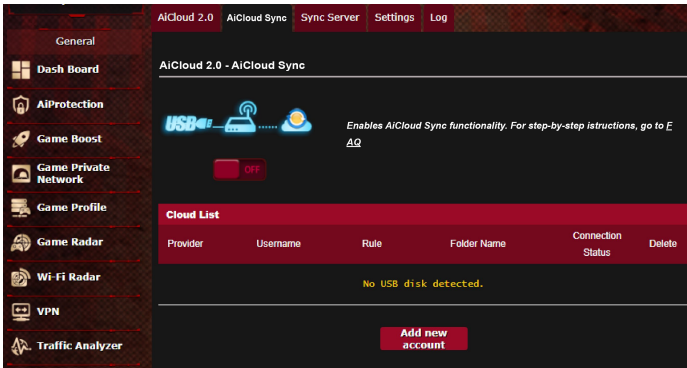 AiCloud 2.0
AiCloud Sync
Sync Server
Settings
Log
General
Dash Board
AiProtection
Game Boost
Game Private
Network
Game Profile
Game Radar
Wi-Fi Radar
VPN
Traffic Analyzer
AiCloud 2.0 - AiCloud Sync
USB
Enables AiCloud Sync functionality. For step-by-step istructions, go to F
AQ
OFF
Cloud List
Provider
Username
Rule
Folder Name
Connection
Status
Delete
No USB disk detected.
Add new
account